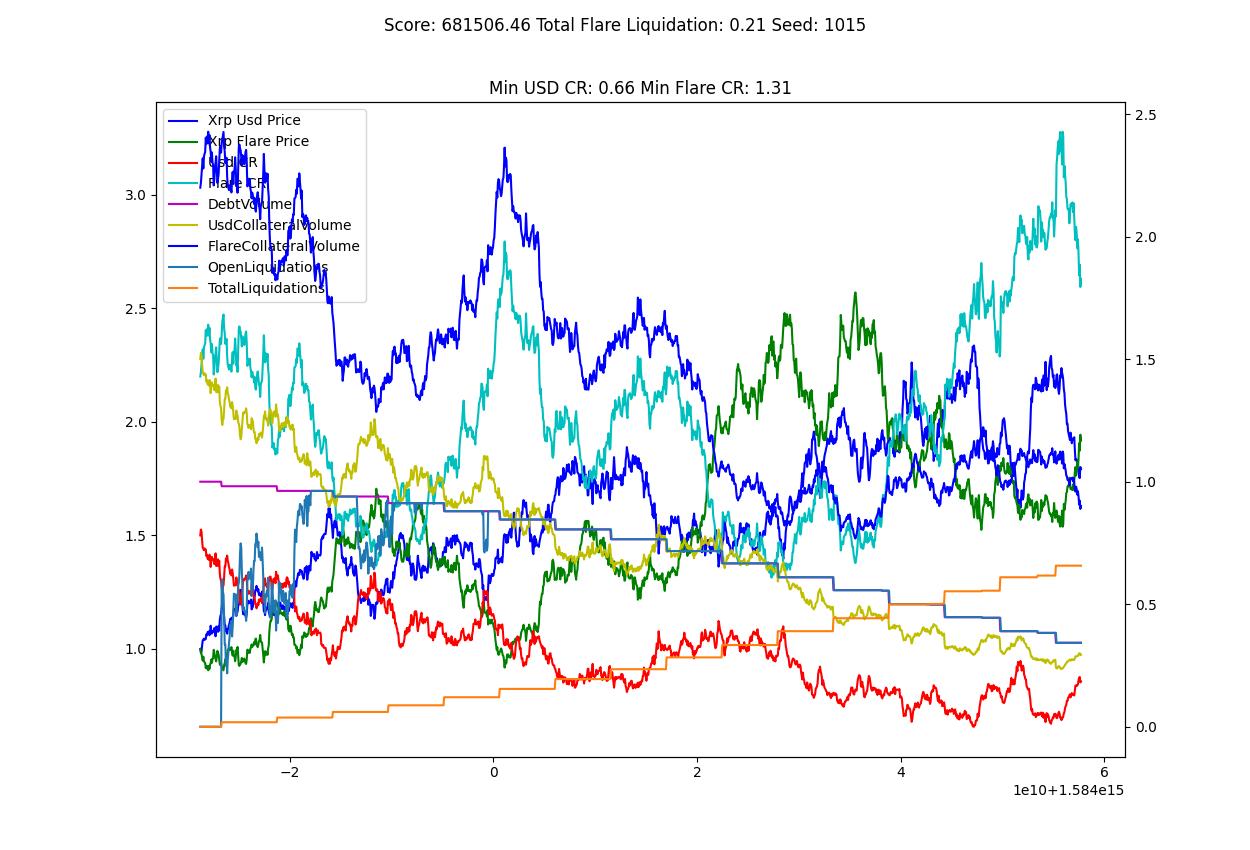 Score: 681506.46 Total Flare Liquidation: 0.21 Seed: 1015
Min USD CR: 0.66 Min Flare CR: 1.31
Xrp Usd Price
Xrp Flare Price
Usd CR
Flare CR
DebtVolume
UsdCollateralVolume
FlareCollateralVolume
OpenLiquidations
TotalLiquidations
3.0
2.5
2.0
1.5
1.0
2.5
2.0
1.5
1.0
0.5
0.0
−2 0 2 4 6
1e10+1.584e15